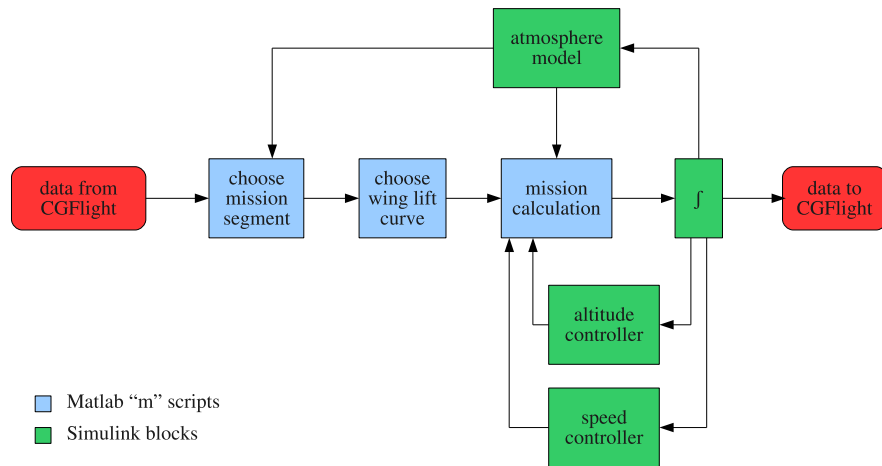 atmosphere
model
data from
CGFlight
choose
mission
segment
choose
wing lift
curve
mission
calculation
∫
data to
CGFlight
altitude
controller
speed
controller
Matlab “m” scripts
Simulink blocks